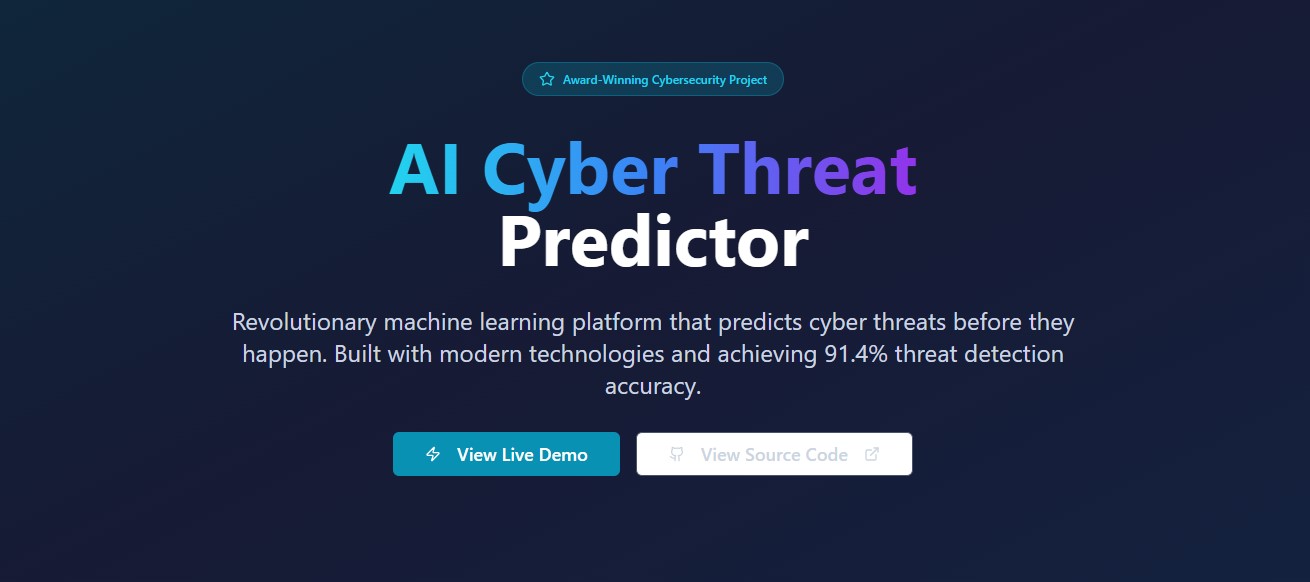 Award-Winning Cybersecurity Project
AI Cyber Threat
Predictor
Revolutionary machine learning platform that predicts cyber threats before they
happen. Built with modern technologies and achieving 91.4% threat detection
accuracy.
View Live Demo
View Source Code